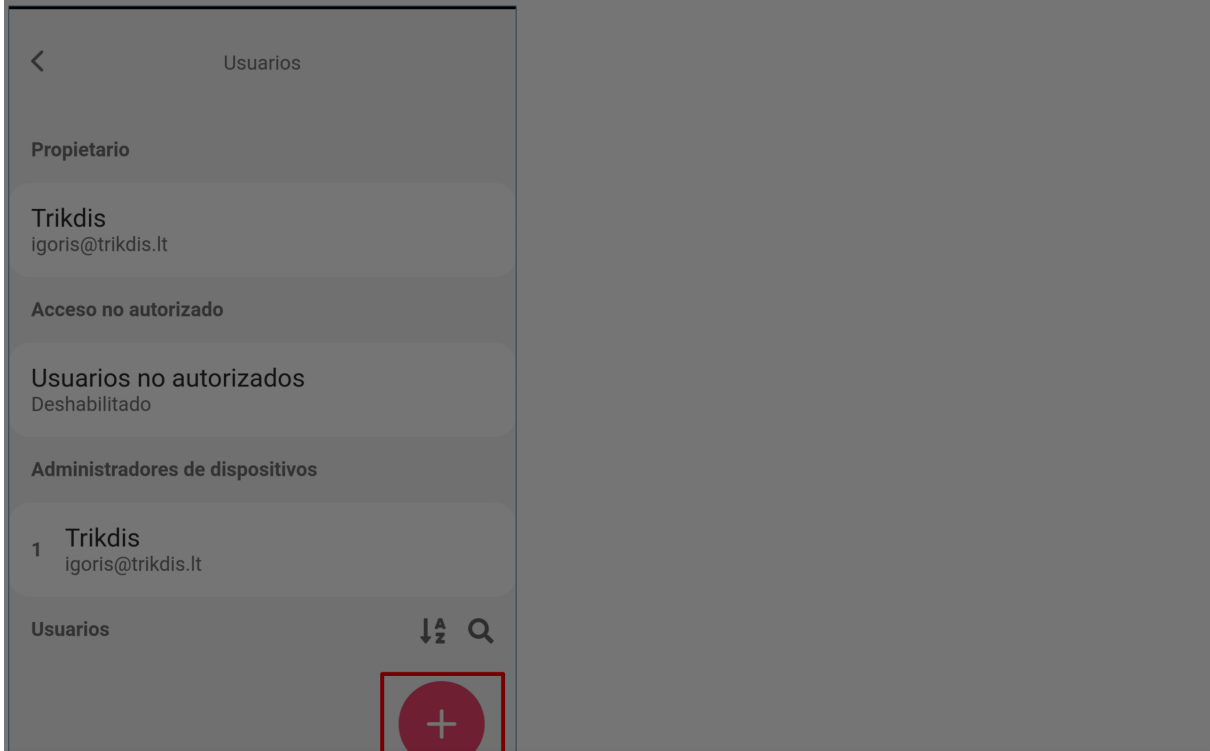 Usuarios
Propietario
Trikdis
igoris@trikdis.lt
Acceso no autorizado
Usuarios no autorizados
Deshabilitado
Administradores de dispositivos
1 Trikdis
igoris@trikdis.lt
Usuarios